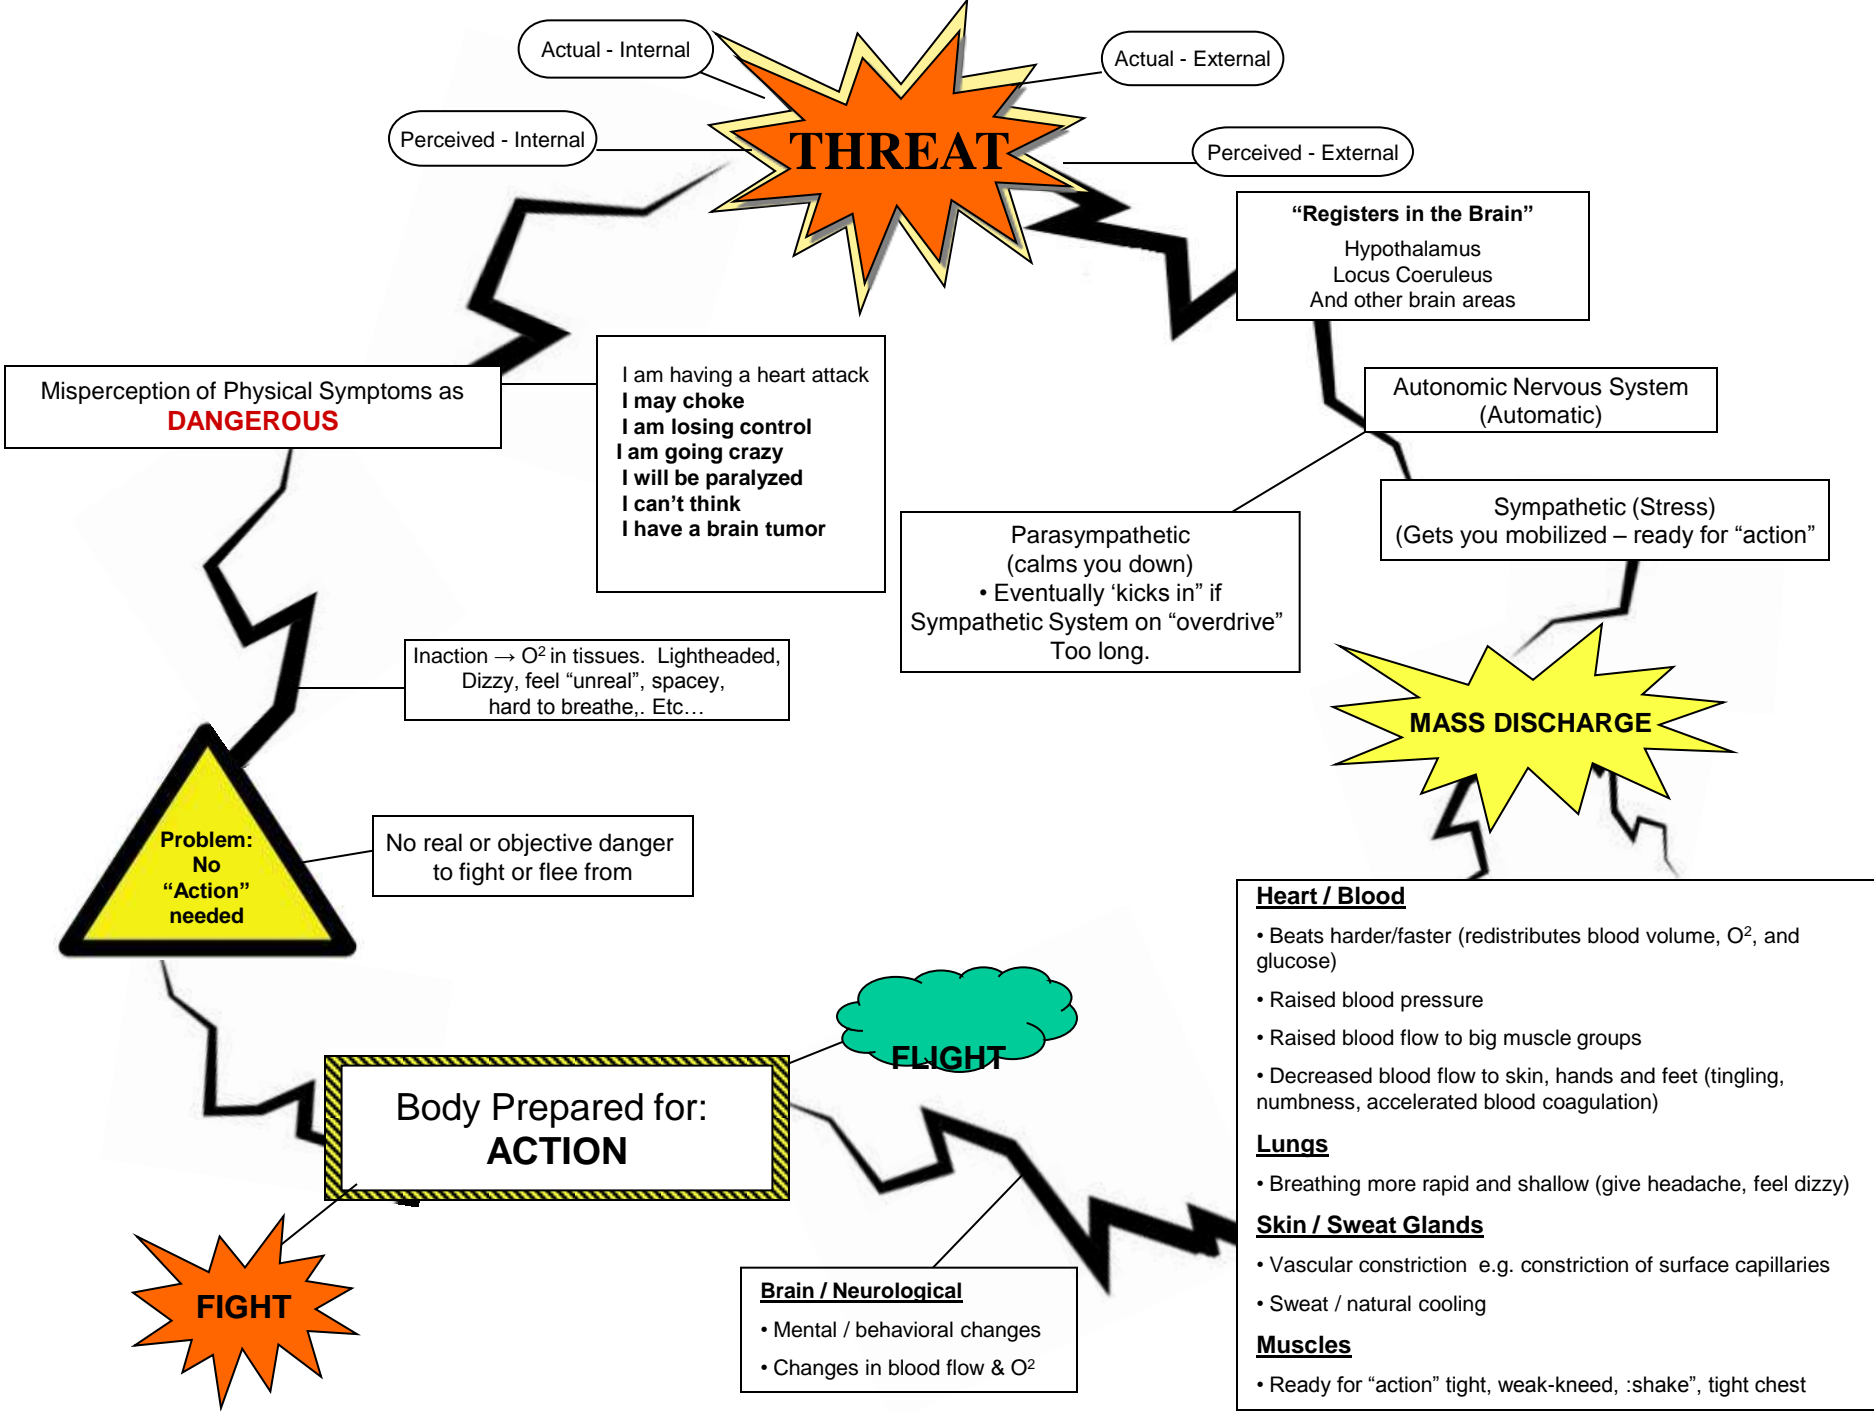 Actual - Internal
Actual - External
Perceived - Internal
Perceived - External
THREAT
“Registers in the Brain”
Hypothalamus
Locus Coeruleus
And other brain areas
Misperception of Physical Symptoms as
DANGEROUS
I am having a heart attack
I may choke
I am losing control
I am going crazy
I will be paralyzed
I can’t think
I have a brain tumor
Autonomic Nervous System
(Automatic)
Sympathetic (Stress)
(Gets you mobilized – ready for “action”
Parasympathetic
(calms you down)
• Eventually ‘kicks in” if
Sympathetic System on “overdrive”
Too long.
Inaction → O² in tissues. Lightheaded,
Dizzy, feel “unreal”, spacey,
hard to breathe,. Etc…
MASS DISCHARGE
Problem:
No
“Action”
needed
No real or objective danger
to fight or flee from
Heart / Blood
• Beats harder/faster (redistributes blood volume, O², and
glucose)
• Raised blood pressure
• Raised blood flow to big muscle groups
• Decreased blood flow to skin, hands and feet (tingling,
numbness, accelerated blood coagulation)
Lungs
• Breathing more rapid and shallow (give headache, feel dizzy)
Skin / Sweat Glands
• Vascular constriction e.g. constriction of surface capillaries
• Sweat / natural cooling
Muscles
• Ready for “action” tight, weak-kneed, :shake”, tight chest
FLIGHT
Body Prepared for:
ACTION
FIGHT
Brain / Neurological
• Mental / behavioral changes
• Changes in blood flow & O²